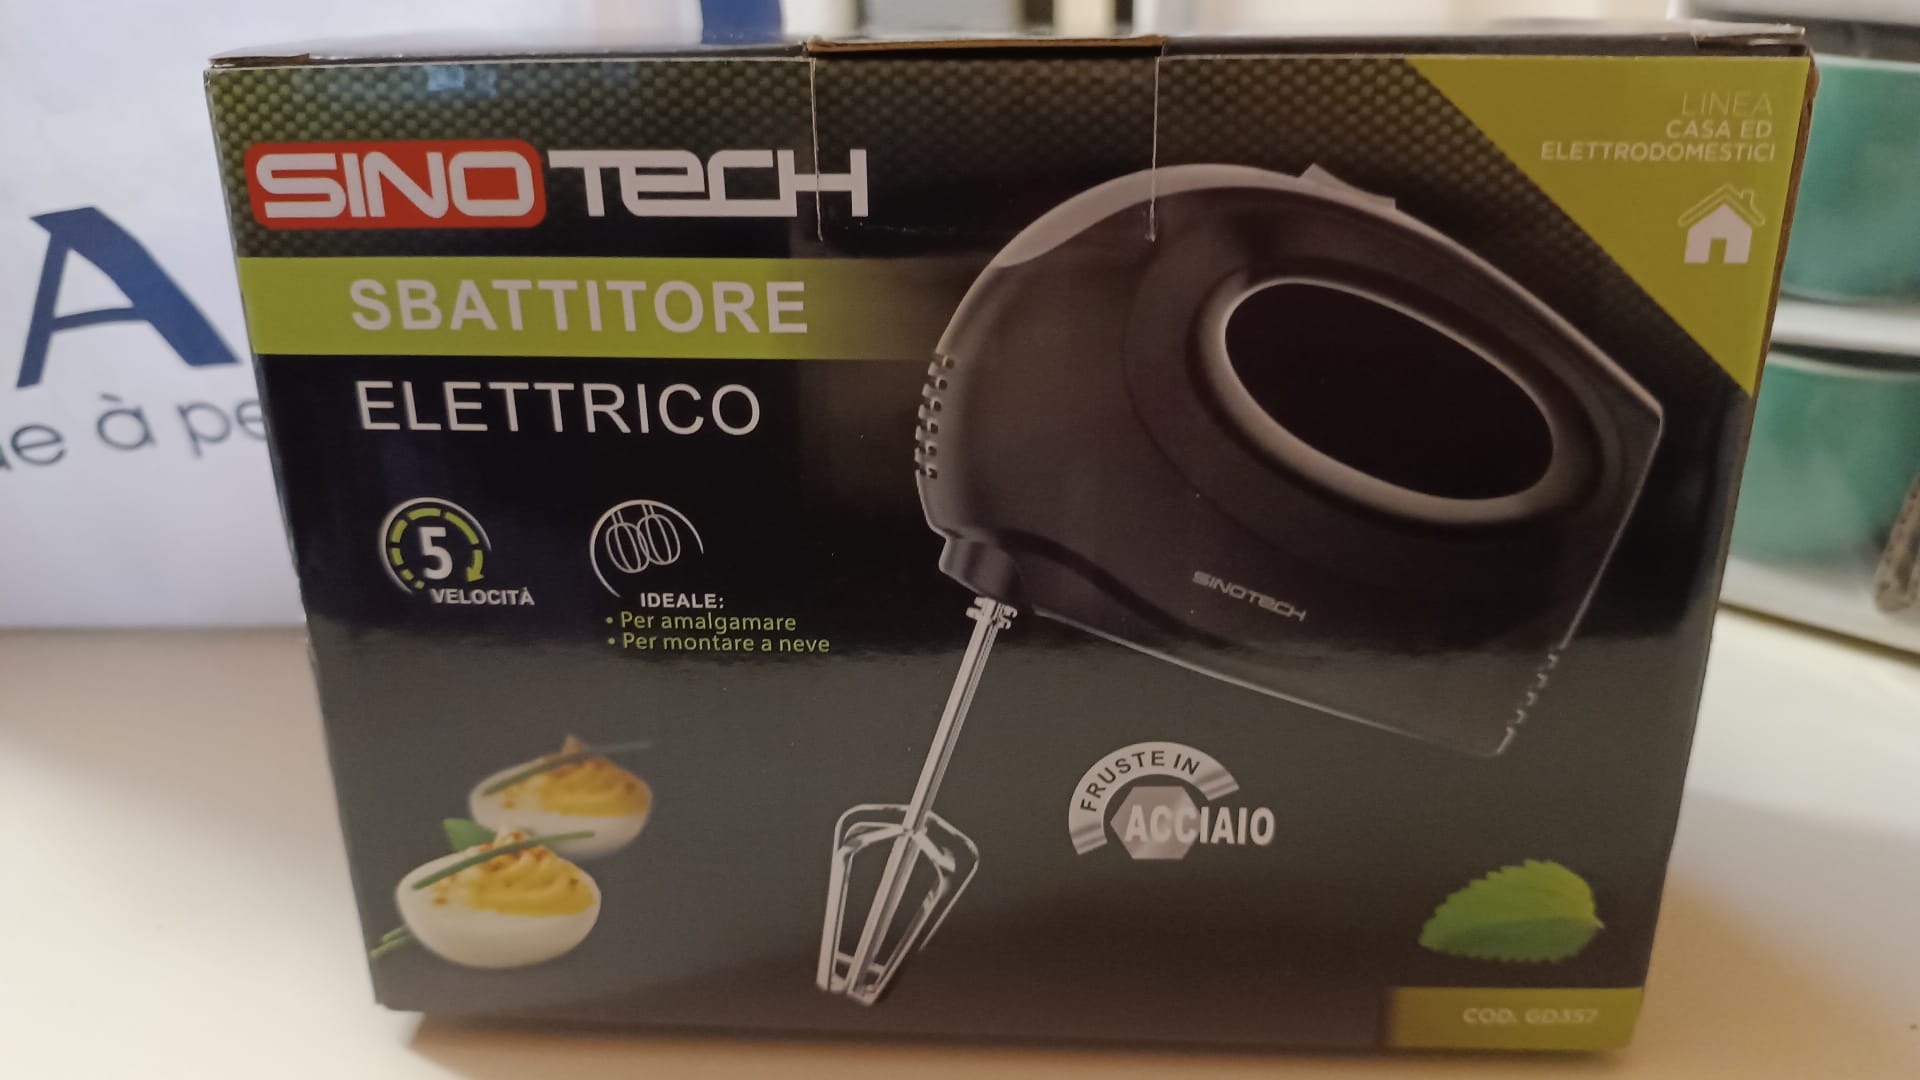 SINOTECH
LINEA
CASA ED
ELETTRODOMESTICI
SBATTITORE
ELETTRICO
5
VELOCITÀ
IDEALE:
• Per amalgamare
• Per montare a neve
SINOTECH
FRUSTE IN
ACCIAIO
COD. GD357
A
à